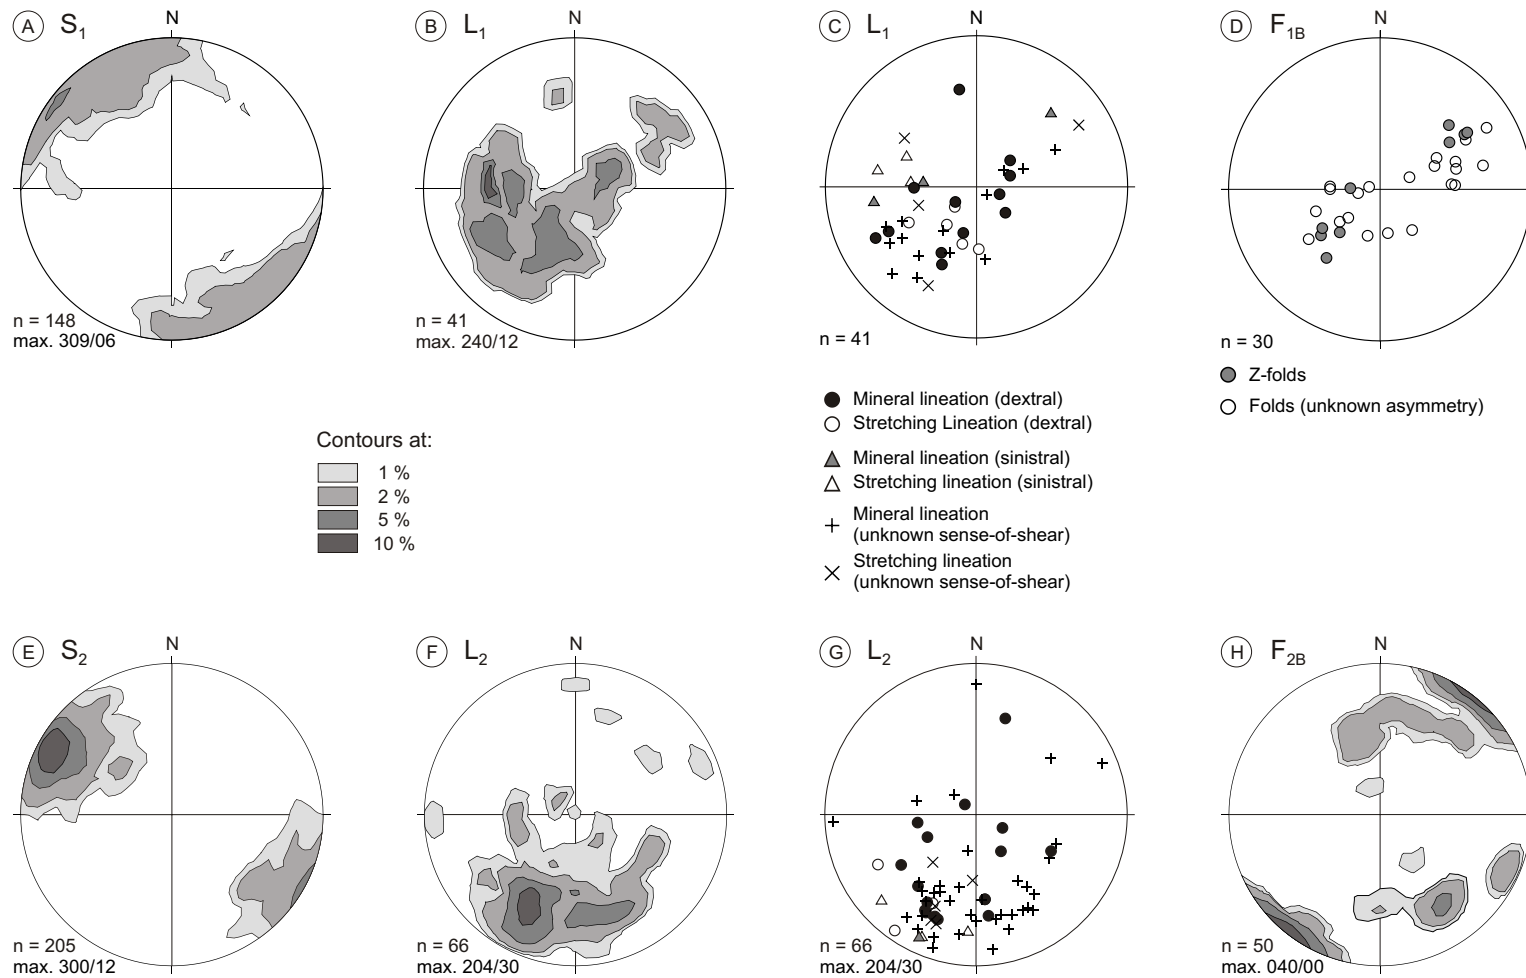 A S1
N
n = 148
max. 309/06
B L1
N
n = 41
max. 240/12
C L1
N
n = 41
D F1B
N
n = 30
Z-folds
Folds (unknown asymmetry)
Contours at:
1 %
2 %
5 %
10 %
Mineral lineation (dextral)
Stretching Lineation (dextral)
Mineral lineation (sinistral)
Stretching lineation (sinistral)
Mineral lineation
(unknown sense-of-shear)
Stretching lineation
(unknown sense-of-shear)
E S2
N
n = 205
max. 300/12
F L2
N
n = 66
max. 204/30
G L2
N
n = 66
max. 204/30
H F2B
N
n = 50
max. 040/00